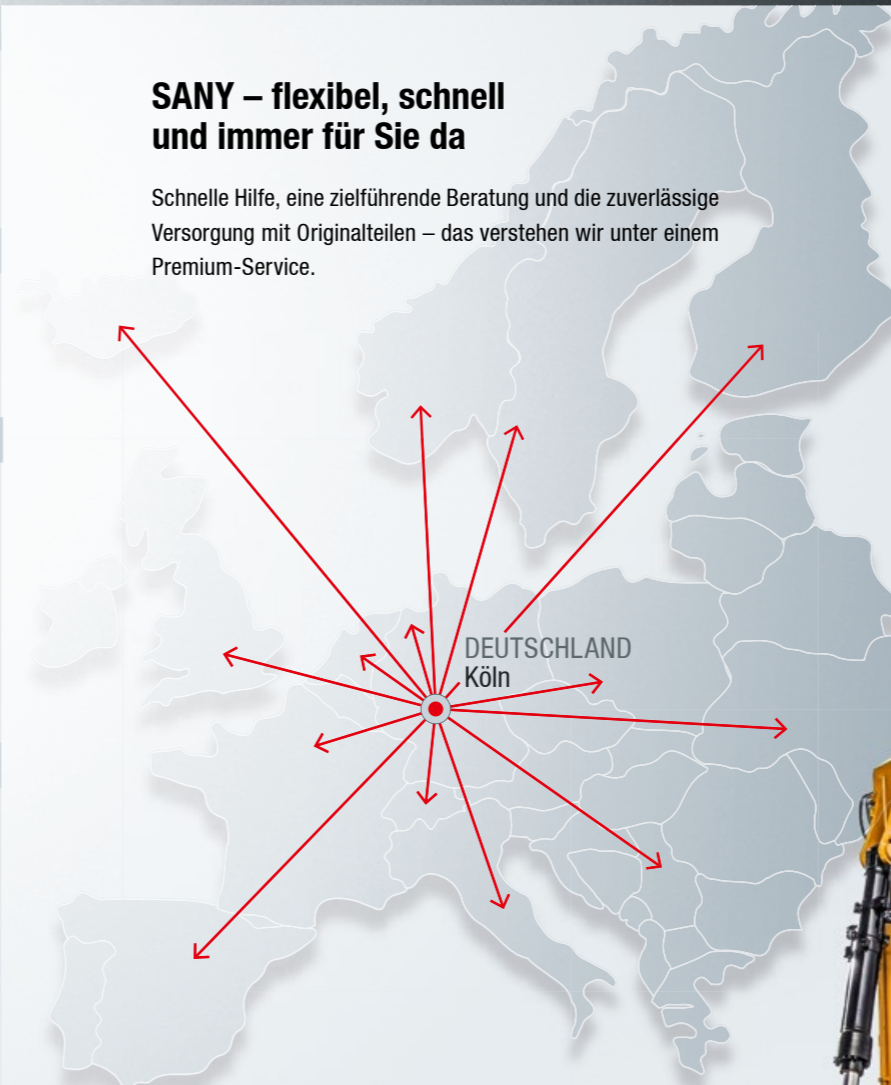 SANY – flexibel, schnell
und immer für Sie da
Schnelle Hilfe, eine zielführende Beratung und die zuverlässige
Versorgung mit Originalteilen – das verstehen wir unter einem
Premium-Service.
DEUTSCHLAND
Köln